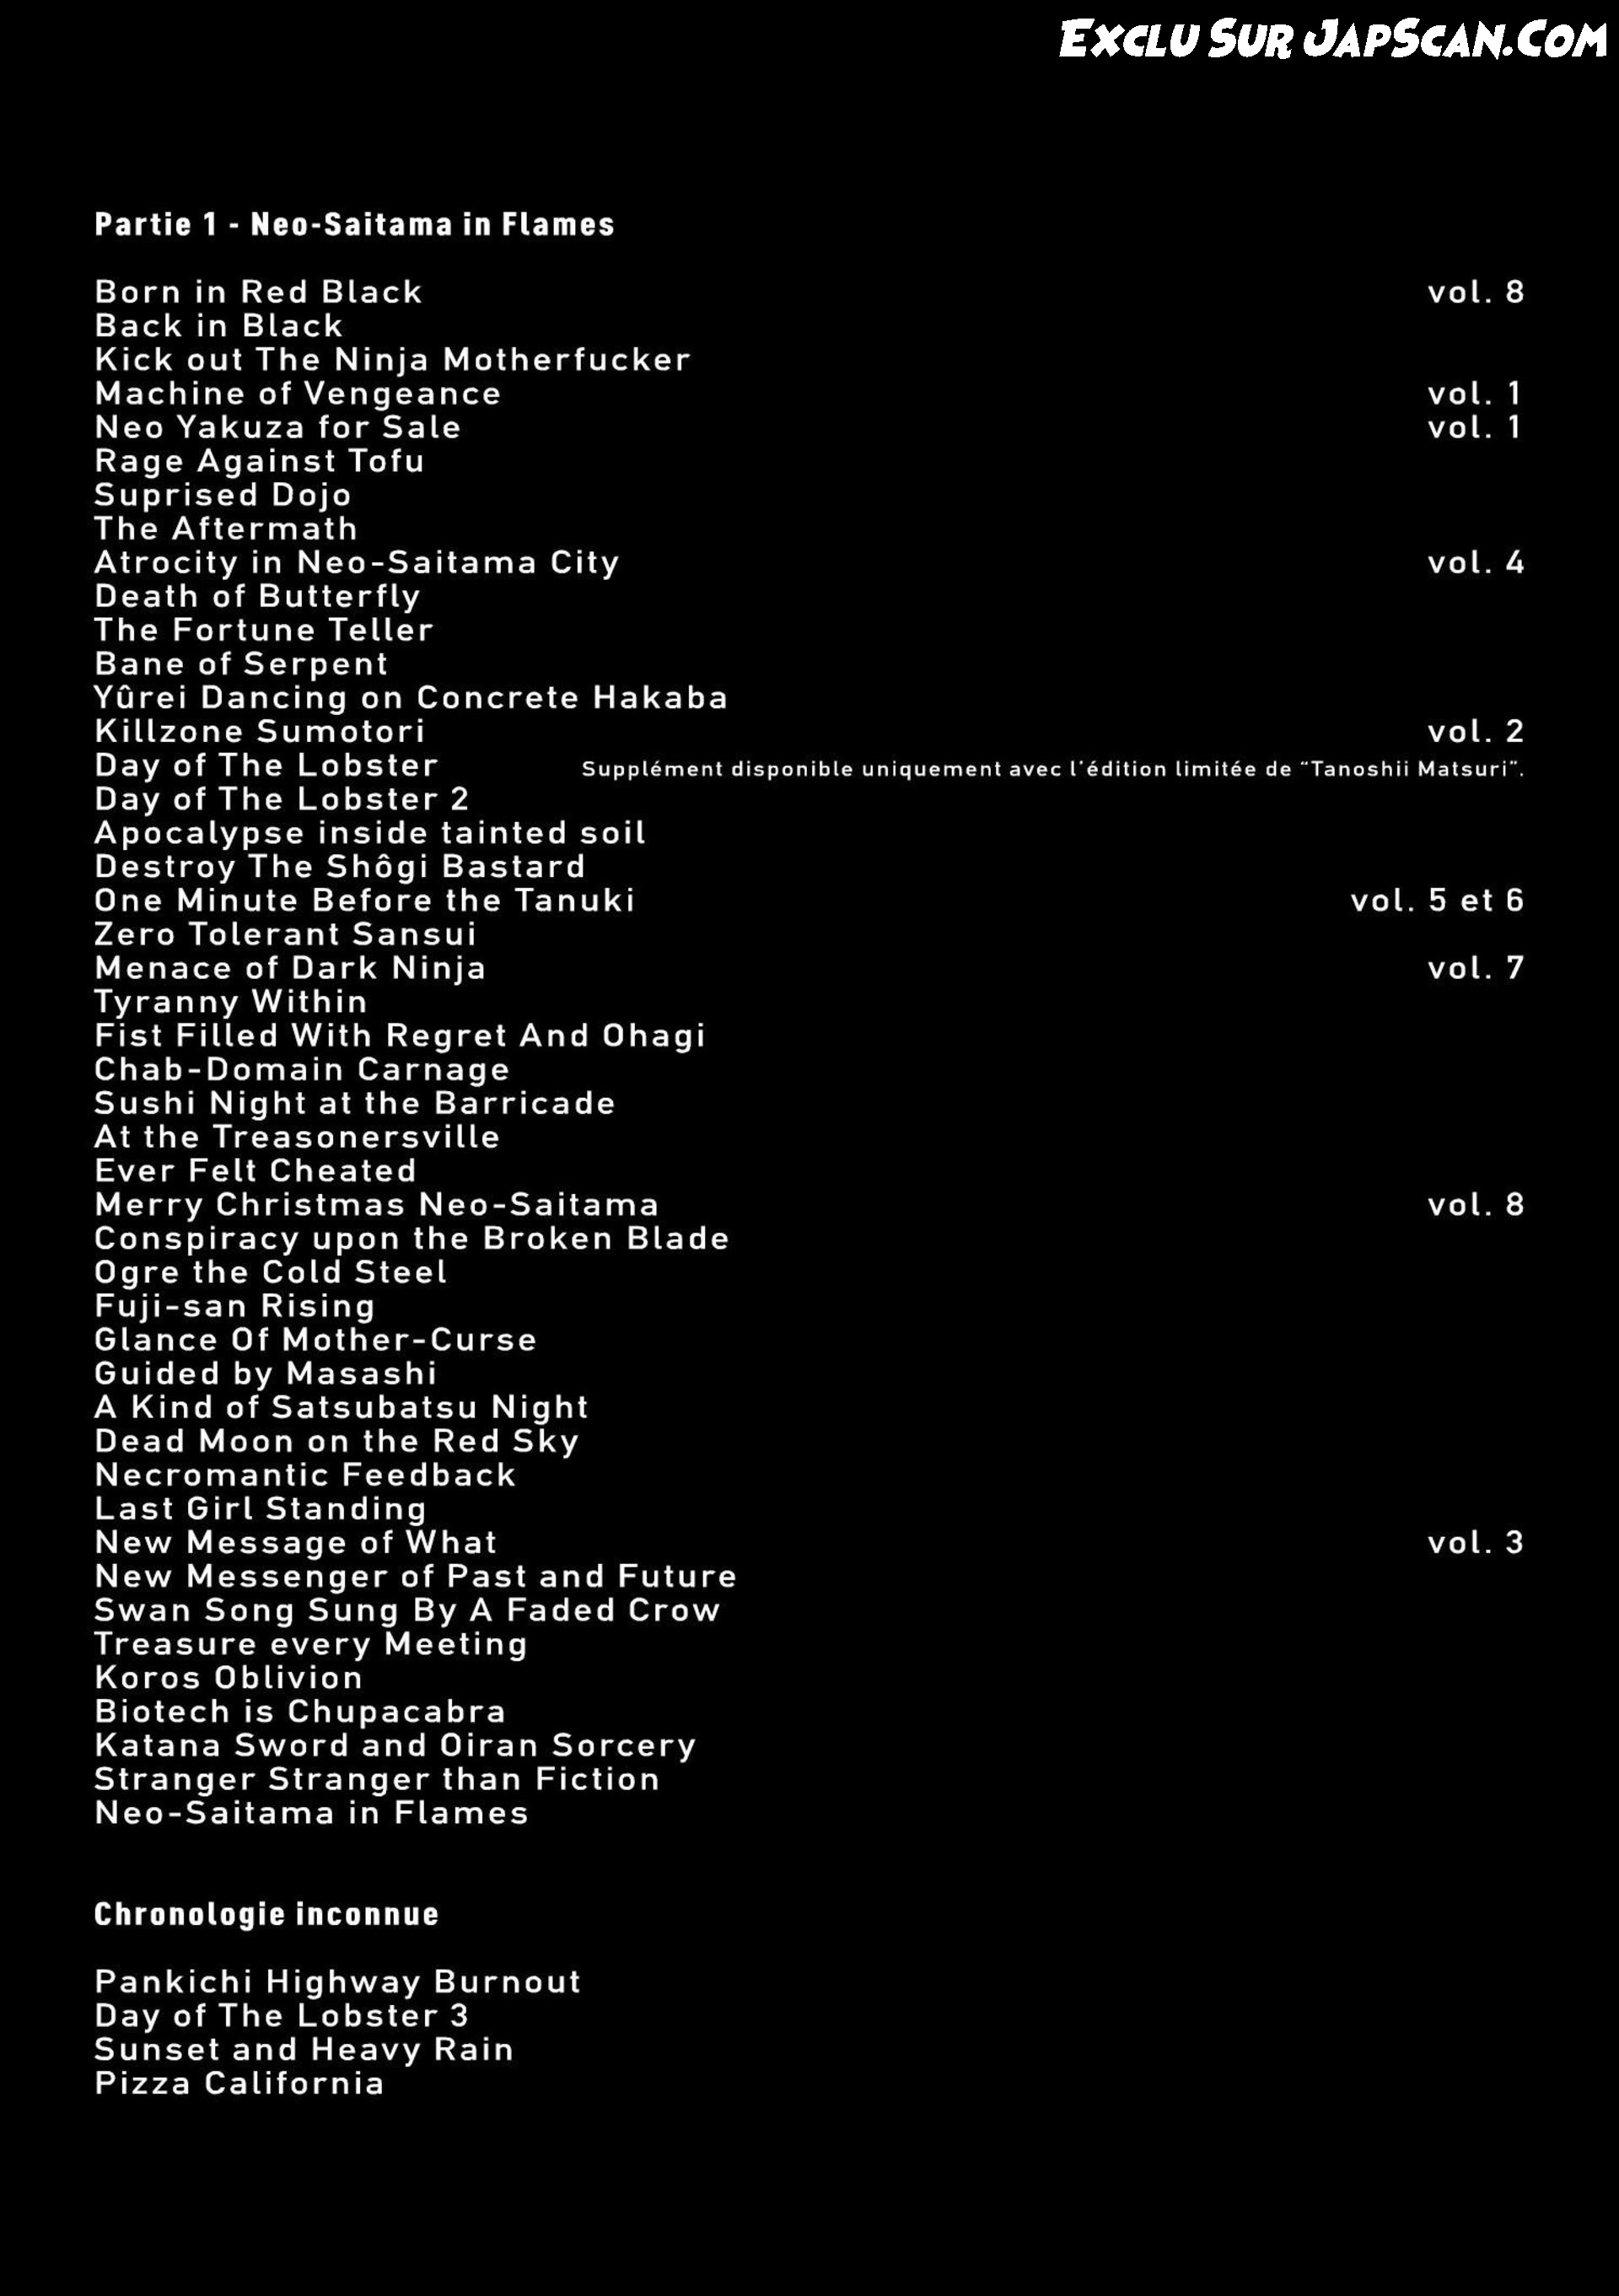 Exclu Sur JapScan.Com
Partie 1 - Neo-Saitama in Flames
Born in Red Black vol. 8
Back in Black
Kick out The Ninja Motherfucker
Machine of Vengeance vol. 1
Neo Yakuza for Sale vol. 1
Rage Against Tofu
Suprised Dojo
The Aftermath
Atrocity in Neo-Saitama City vol. 4
Death of Butterfly
The Fortune Teller
Bane of Serpent
Yûrei Dancing on Concrete Hakaba
Killzone Sumotori vol. 2
Day of The Lobster Supplément disponible uniquement avec l'édition limitée de "Tanoshii Matsuri".
Day of The Lobster 2
Apocalypse inside tainted soil
Destroy The Shôgi Bastard
One Minute Before the Tanuki vol. 5 et 6
Zero Tolerant Sansui
Menace of Dark Ninja vol. 7
Tyranny Within
Fist Filled With Regret And Ohagi
Chab-Domain Carnage
Sushi Night at the Barricade
At the Treasonersville
Ever Felt Cheated
Merry Christmas Neo-Saitama vol. 8
Conspiracy upon the Broken Blade
Ogre the Cold Steel
Fuji-san Rising
Glance Of Mother-Curse
Guided by Masashi
A Kind of Satsubatsu Night
Dead Moon on the Red Sky
Necromantic Feedback
Last Girl Standing
New Message of What vol. 3
New Messenger of Past and Future
Swan Song Sung By A Faded Crow
Treasure every Meeting
Koros Oblivion
Biotech is Chupacabra
Katana Sword and Oiran Sorcery
Stranger Stranger than Fiction
Neo-Saitama in Flames
Chronologie inconnue
Pankichi Highway Burnout
Day of The Lobster 3
Sunset and Heavy Rain
Pizza California